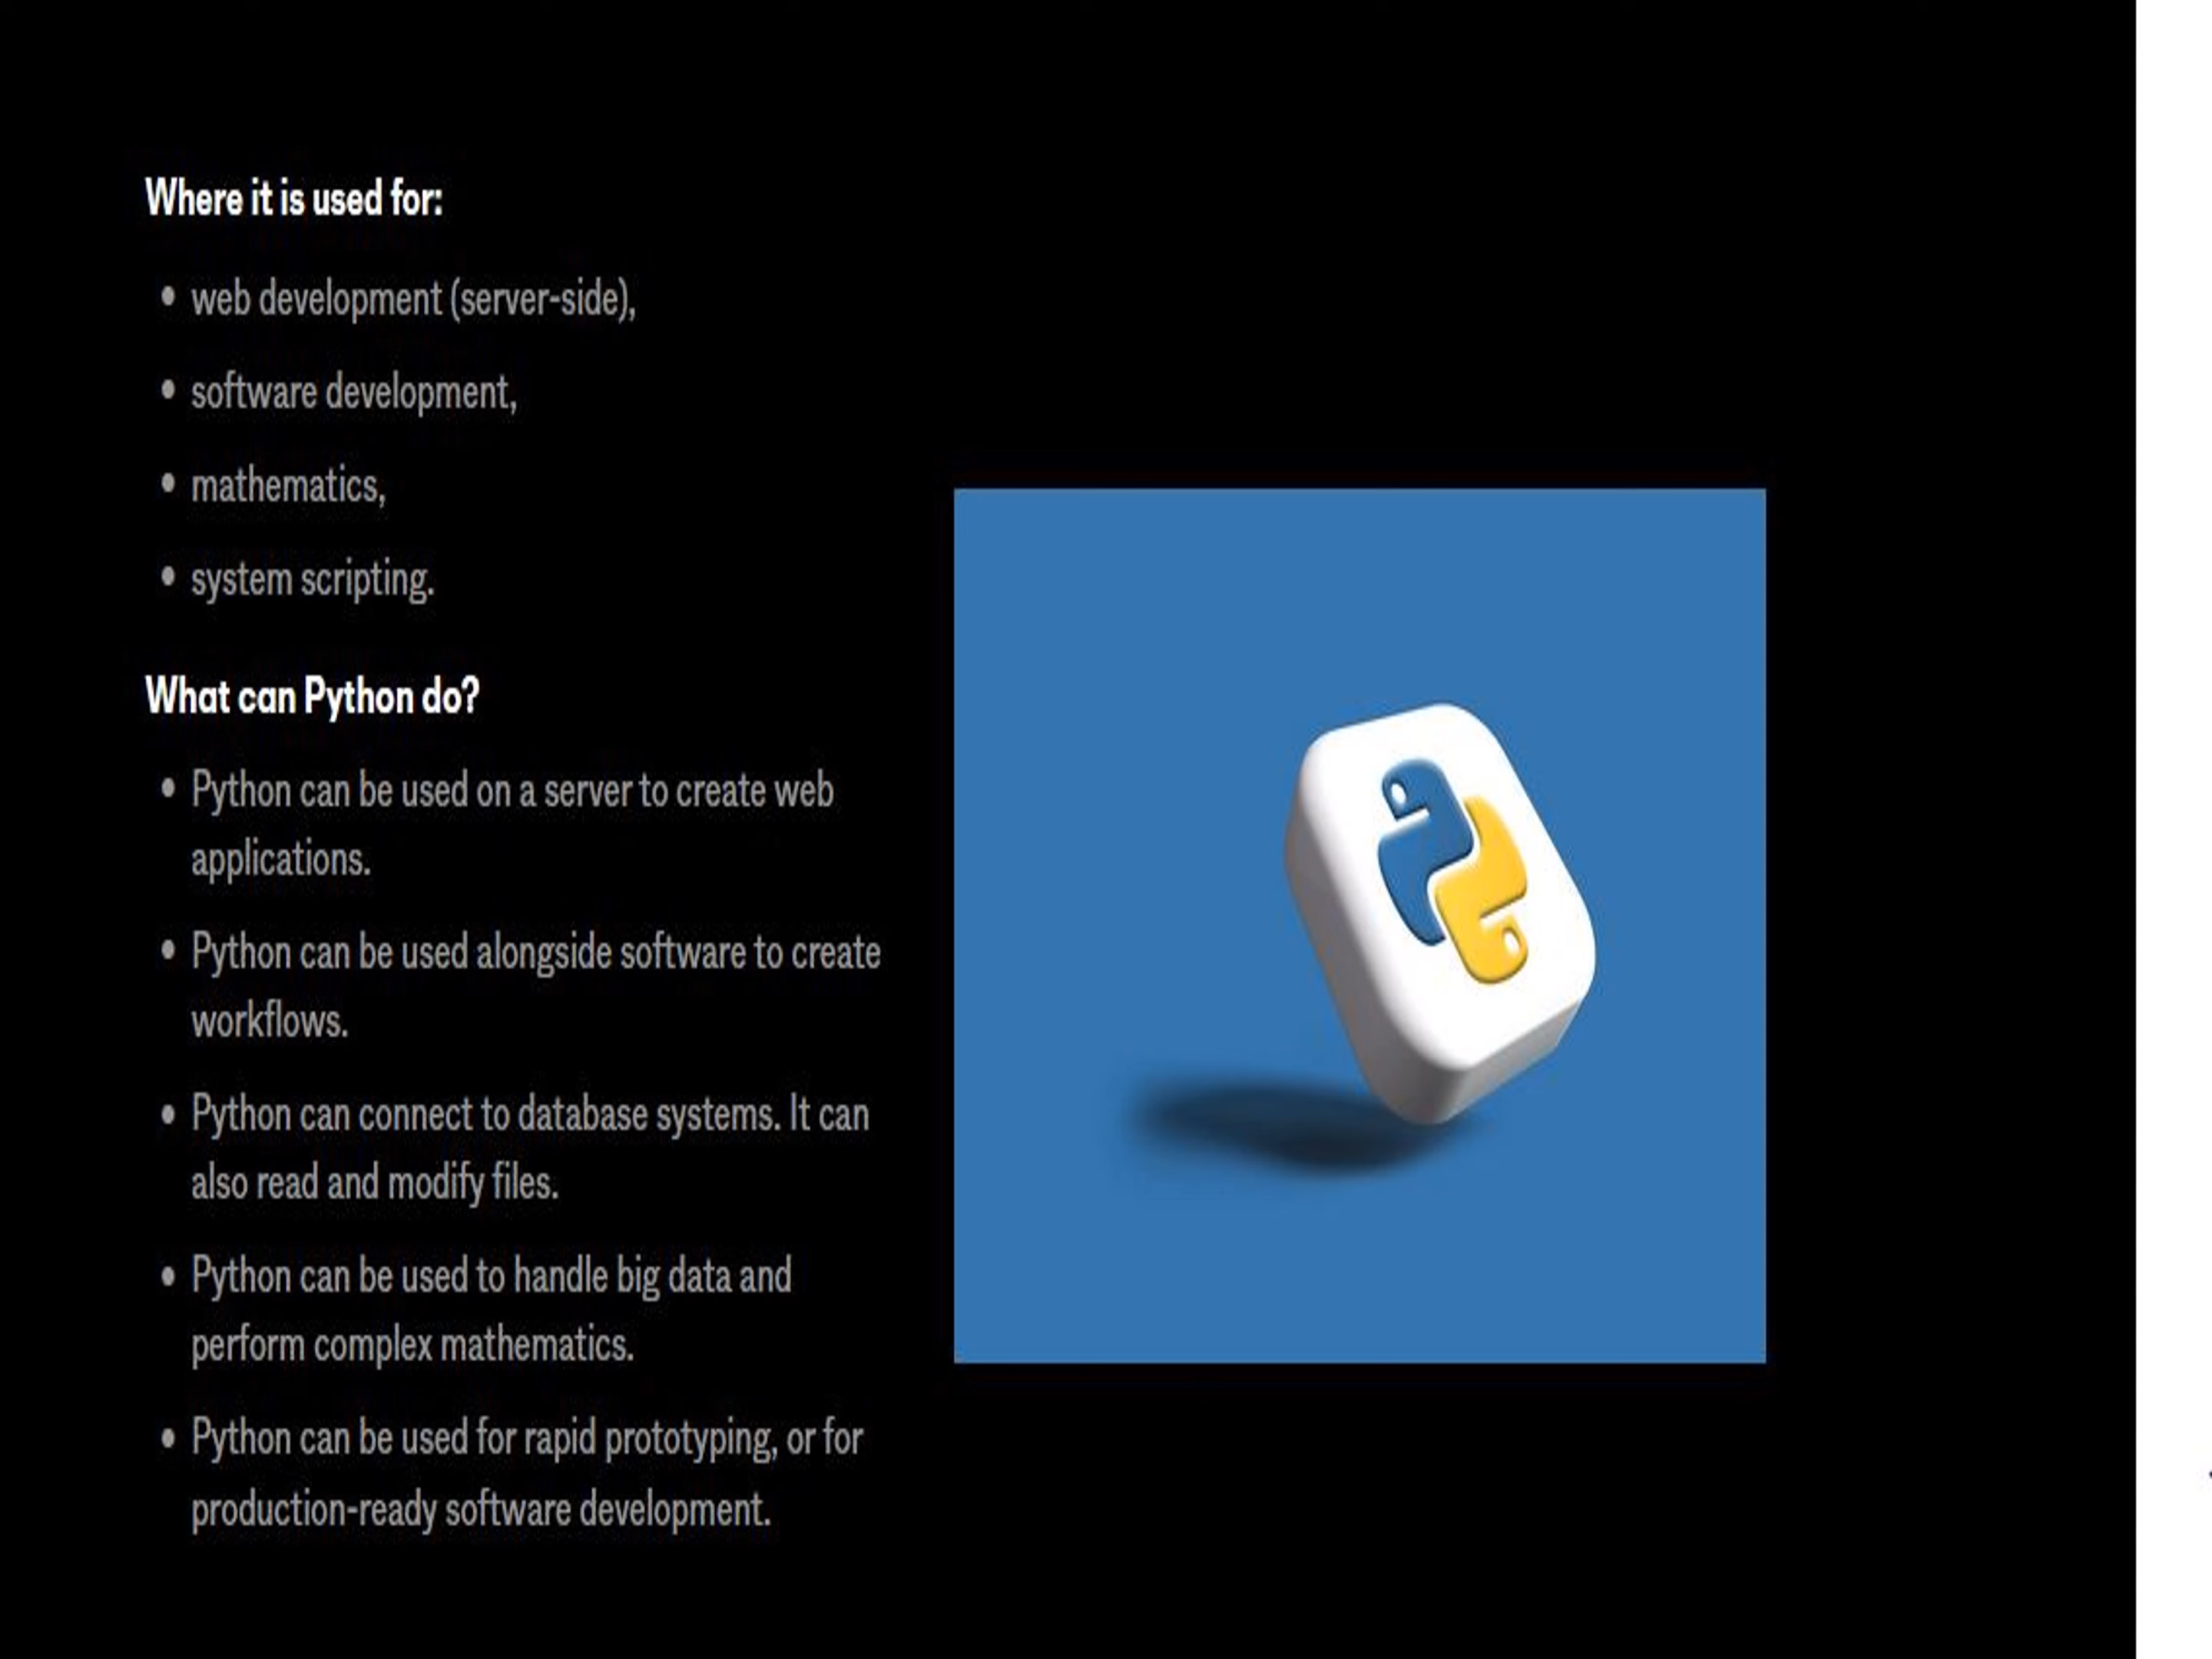 Where it is used for:
• web development (server-side),
• software development,
• mathematics,
• system scripting.
What can Python do?
• Python can be used on a server to create web
applications.
• Python can be used alongside software to create
workflows.
• Python can connect to database systems. It can
also read and modify files.
• Python can be used to handle big data and
perform complex mathematics.
• Python can be used for rapid prototyping, or for
production-ready software development.